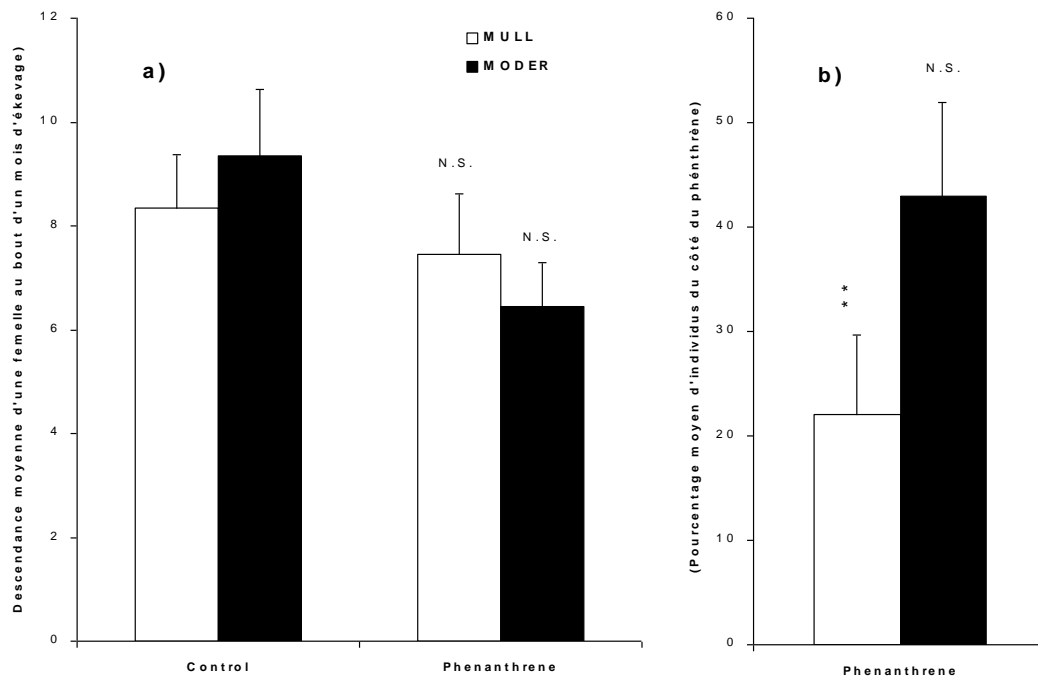 Descendance moyenne d'une femelle au bout d'un mois d'ékevage)
12
10
8
6
4
2
0
a)
MULL
MODER
N.S.
N.S.
Control
Phenanthrene
(Pourcentage moyen d'individus du côté du phénthrène)
60
50
40
30
20
10
0
b)
N.S.
**
Phenanthrene